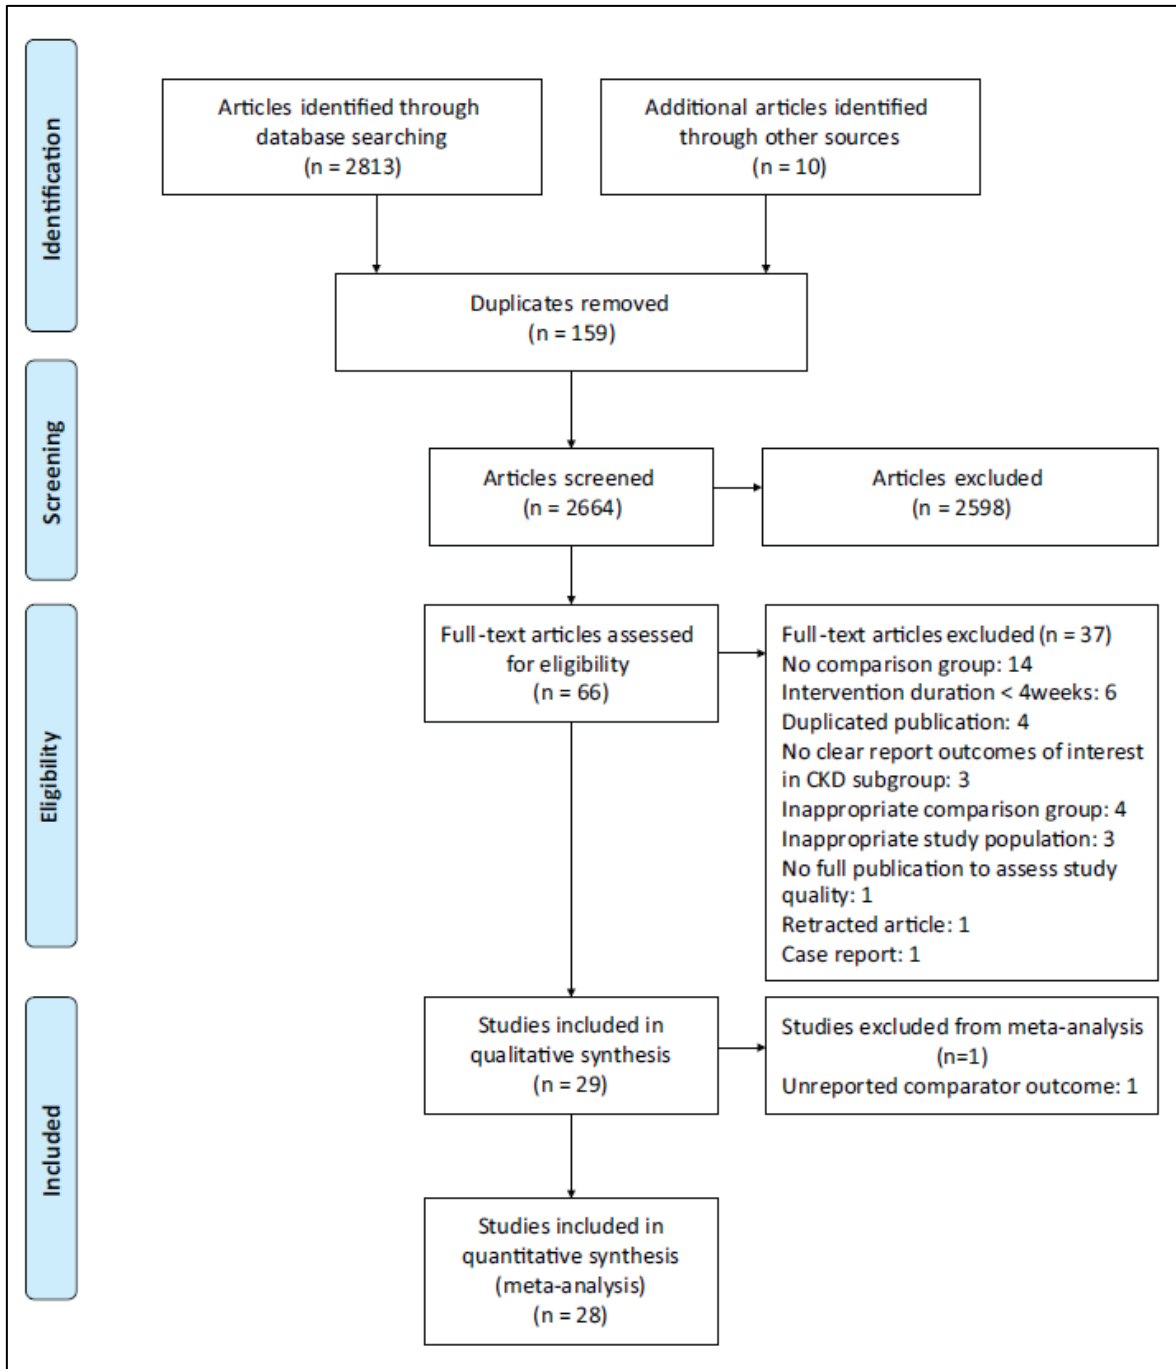 Identification
Articles identified through
database searching
(n = 2813)
Additional articles identified
through other sources
(n = 10)
Duplicates removed
(n = 159)
Screening
Articles screened
(n = 2664)
Articles excluded
(n = 2598)
Eligibility
Full-text articles assessed
for eligibility
(n = 66)
Full-text articles excluded (n = 37)
No comparison group: 14
Intervention duration < 4weeks: 6
Duplicated publication: 4
No clear report outcomes of interest
in CKD subgroup: 3
Inappropriate comparison group: 4
Inappropriate study population: 3
No full publication to assess study
quality: 1
Retracted article: 1
Case report: 1
Included
Studies included in
qualitative synthesis
(n = 29)
Studies excluded from meta-analysis
(n=1)
Unreported comparator outcome: 1
Studies included in
quantitative synthesis
(meta-analysis)
(n = 28)